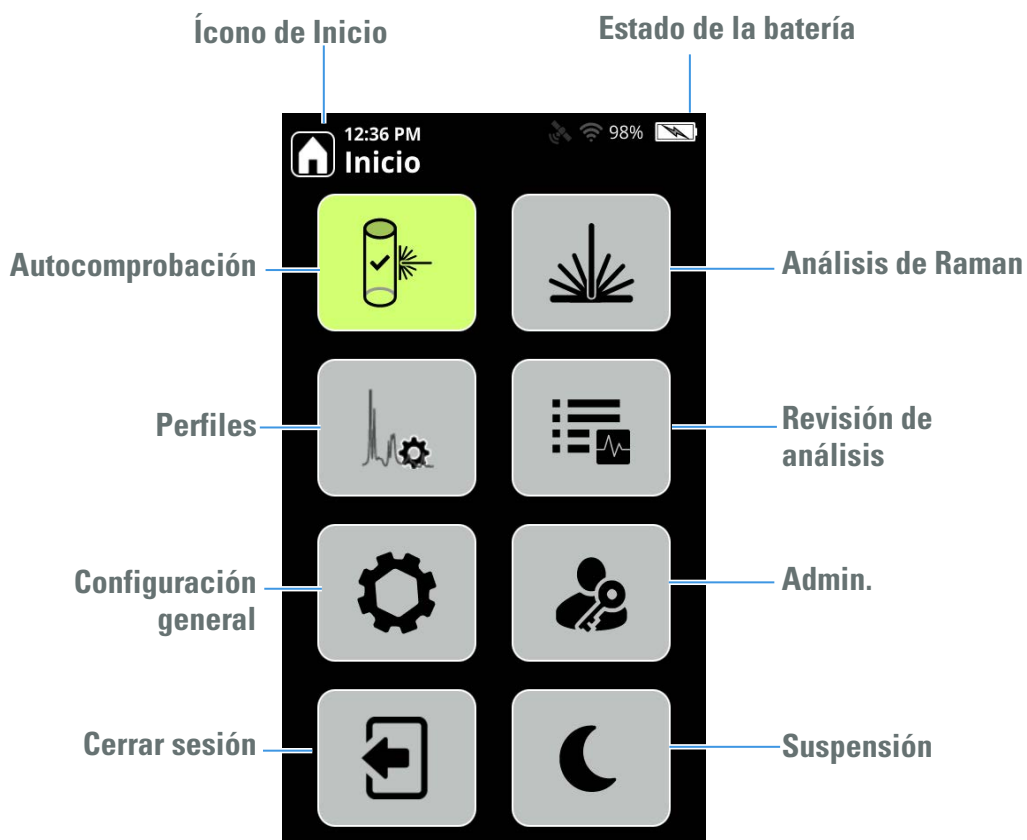 Ícono de Inicio
Estado de la batería
12:36 PM
98%
Inicio
Autocomprobación
Análisis de Raman
Perfiles
Revisión de
análisis
Configuración
general
Admin.
Cerrar sesión
Suspensión